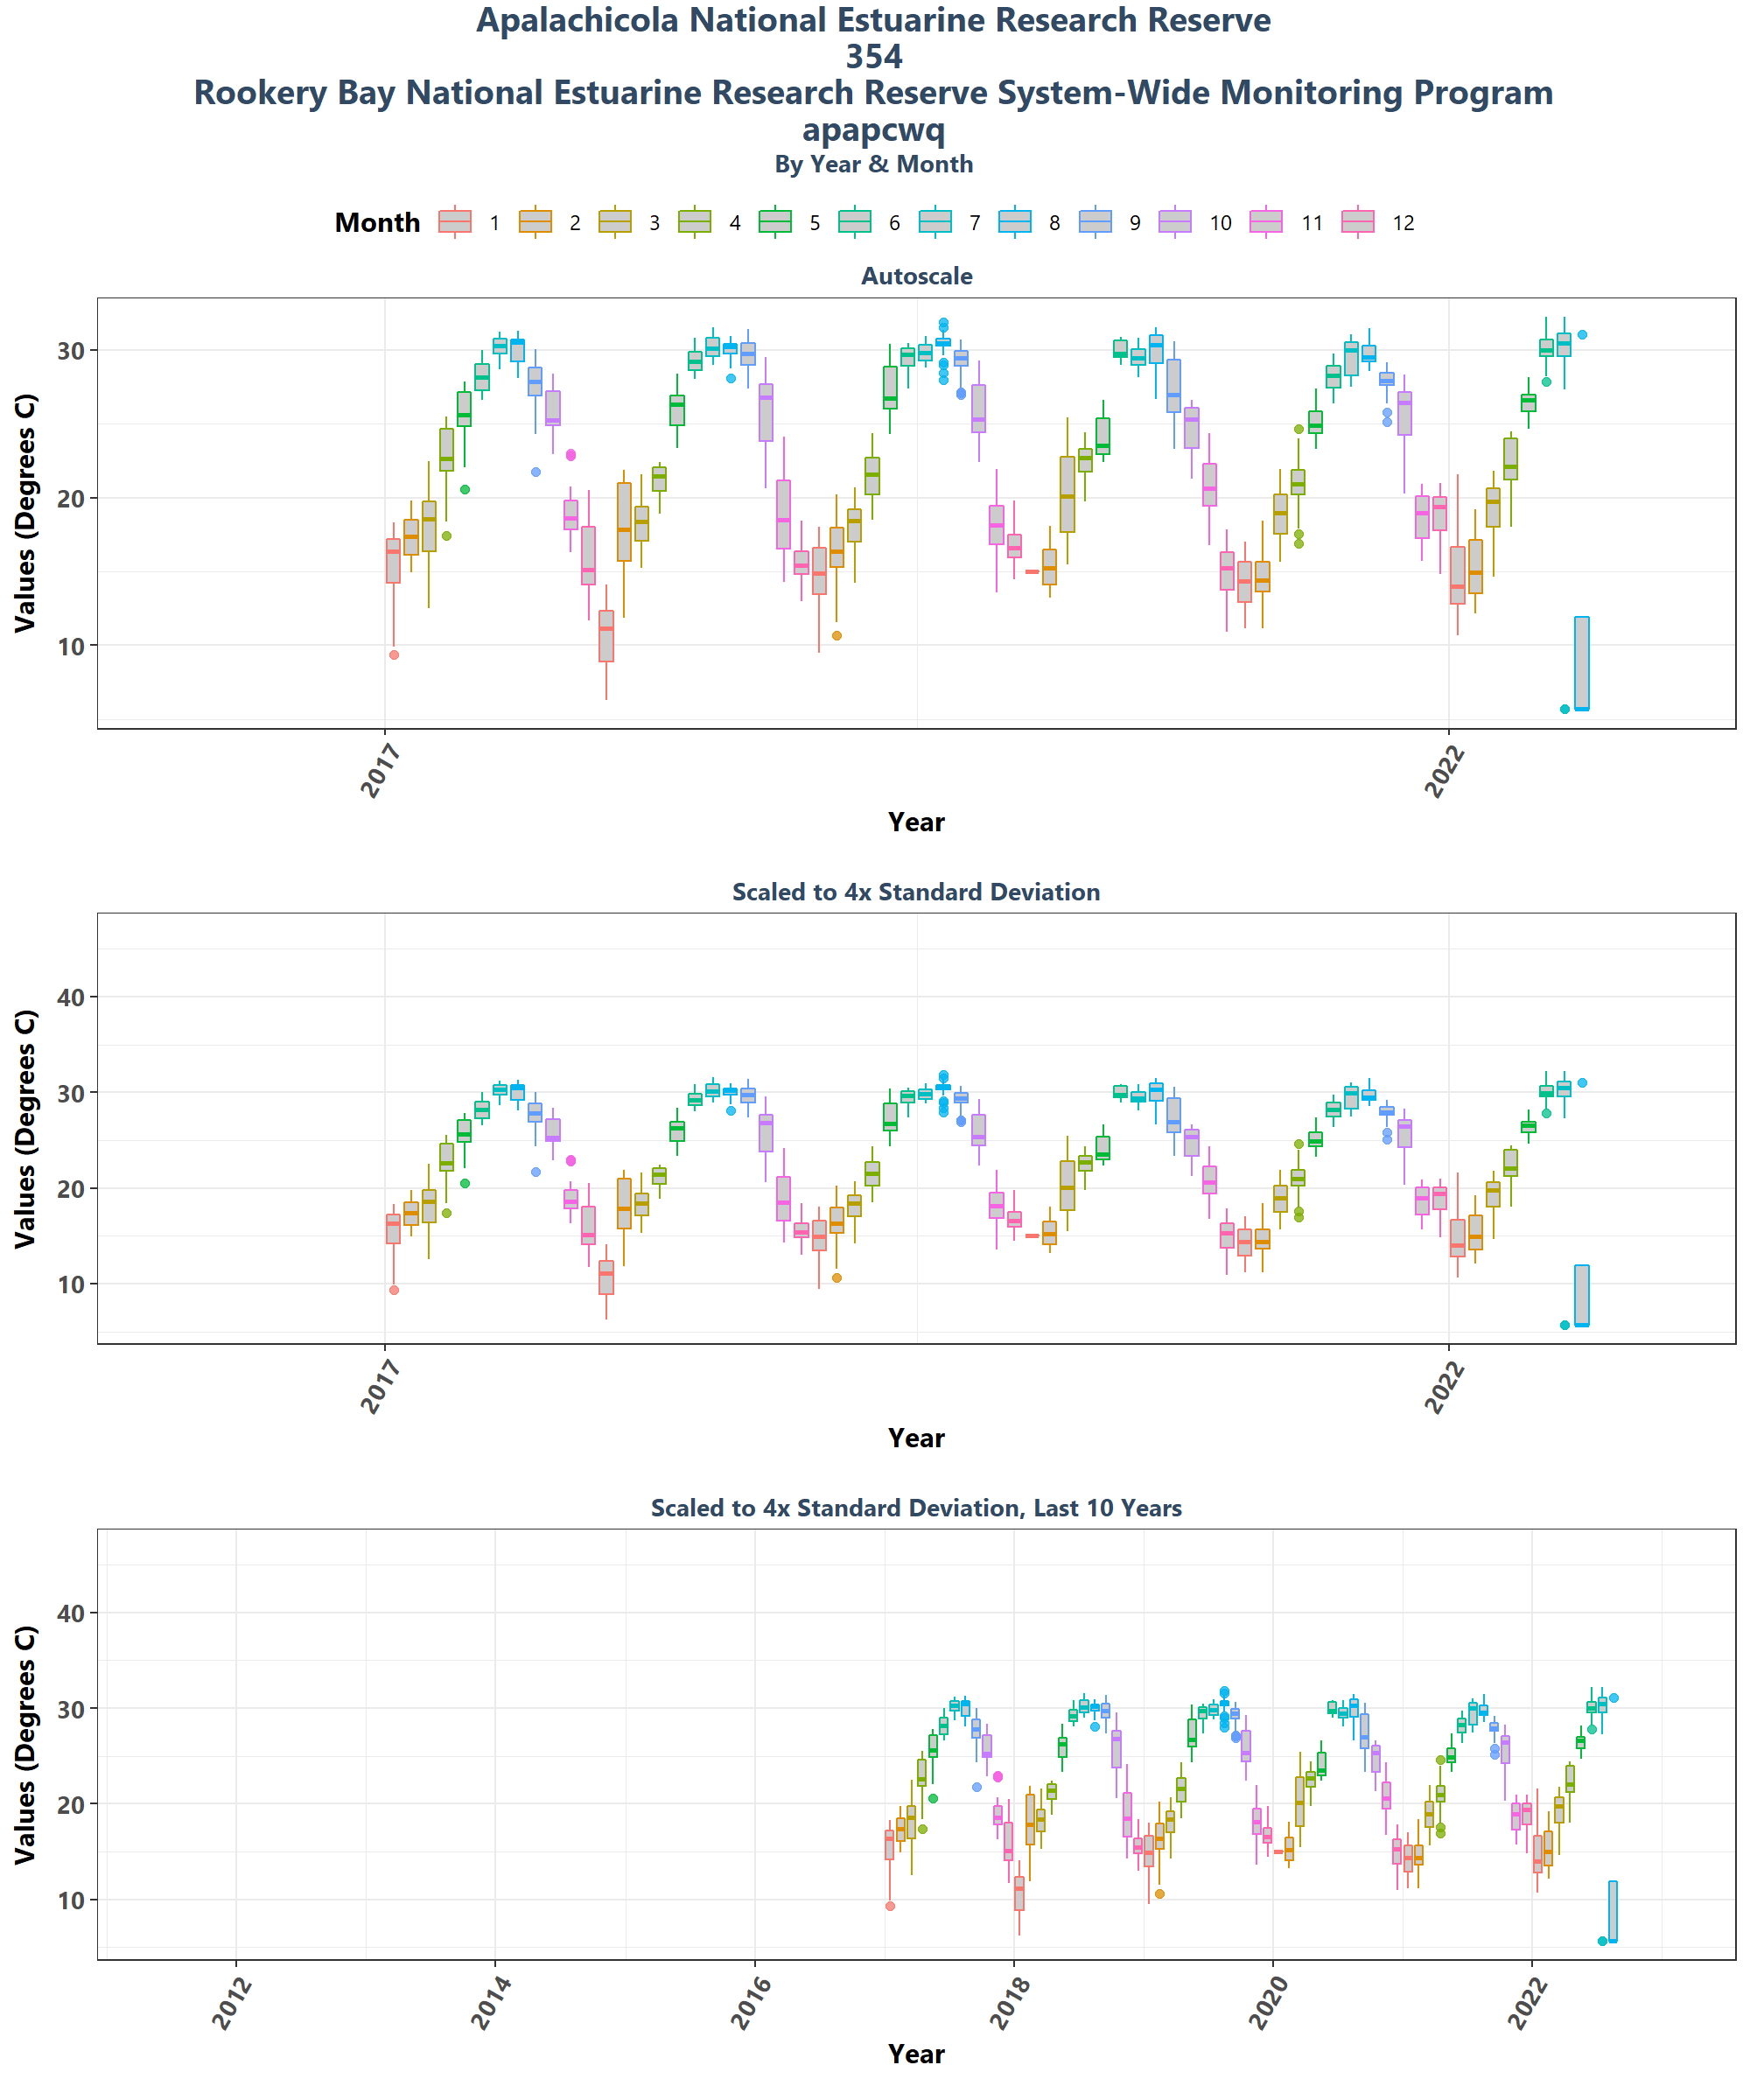 Apalachicola National Estuarine Research Reserve
354
Rookery Bay National Estuarine Research Reserve System-Wide Monitoring Program
apapcwq
By Year & Month
Month 1 2 3 4 5 6 7 8 9 10 11 12
Autoscale
Values (Degrees C)
30
20
10
2017 2022
Year
Scaled to 4x Standard Deviation
Values (Degrees C)
40
30
20
10
2017 2022
Year
Scaled to 4x Standard Deviation, Last 10 Years
Values (Degrees C)
40
30
20
10
2012 2014 2016 2018 2020 2022
Year